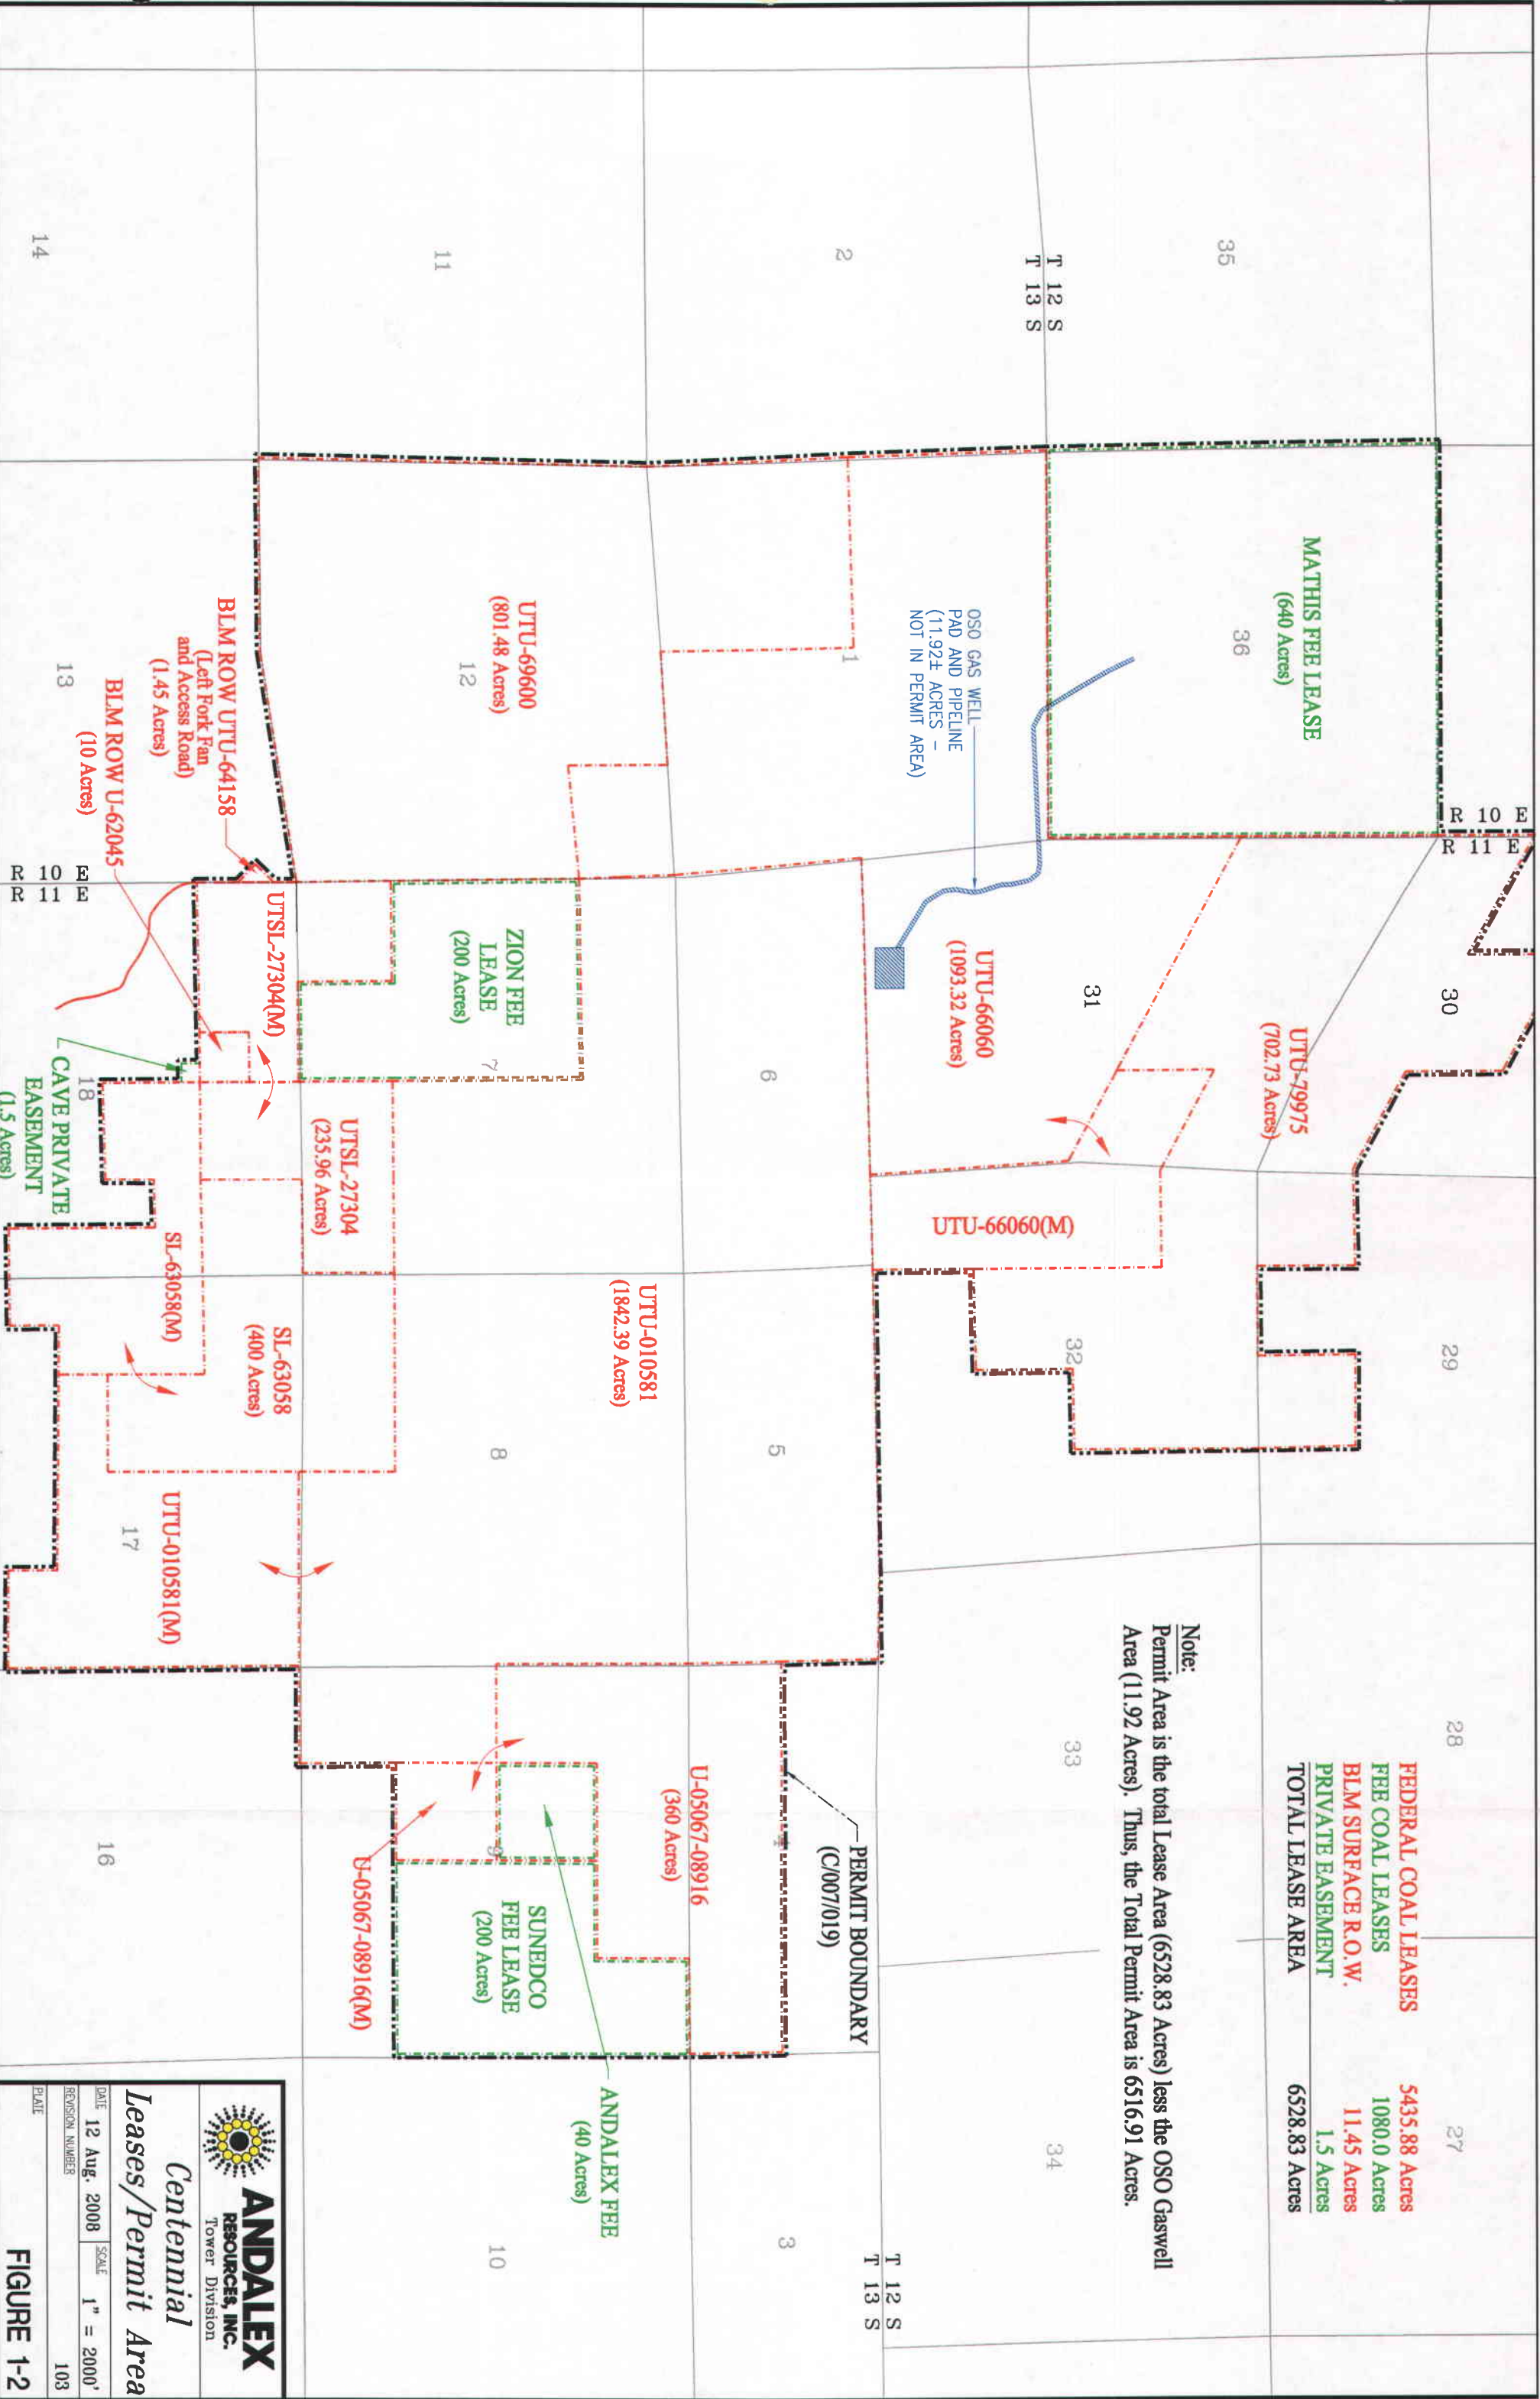 R 10 E
R 11 E
30
29
28
27
FEDERAL COAL LEASES 5435.88 Acres
FEE COAL LEASES 1080.0 Acres
BLM SURFACE R.O.W. 11.45 Acres
PRIVATE EASEMENT 1.5 Acres
TOTAL LEASE AREA 6528.83 Acres
UTU-79975
(702.73 Acres)
35
MATHIS FEE LEASE
(640 Acres)
36
31
32
33
34
Note:
Permit Area is the total Lease Area (6528.83 Acres) less the OSO Gaswell
Area (11.92 Acres). Thus, the Total Permit Area is 6516.91 Acres.
T 12 S
T 13 S
OSO GAS WELL
PAD AND PIPELINE
(11.92± ACRES -
NOT IN PERMIT AREA)
UTU-66060
(1093.32 Acres)
UTU-66060(M)
T 12 S
T 13 S
PERMIT BOUNDARY
(C/007/019)
2
1
6
5
4
3
UTU-010581
(1842.39 Acres)
U-05067-08916
(360 Acres)
ANDALEX FEE
(40 Acres)
11
UTU-69600
(801.48 Acres)
12
ZION FEE
LEASE
(200 Acres)
7
8
9
SUNEDCO
FEE LEASE
(200 Acres)
10
UTSL-27304
(235.96 Acres)
U-05067-08916(M)
UTSL-27304(M)
SL-63058
(400 Acres)
BLM ROW UTU-64158
(Left Fork Fan
and Access Road)
(1.45 Acres)
SL-63058(M)
UTU-010581(M)
BLM ROW U-62045
(10 Acres)
14
13
18
17
16
R 10 E
R 11 E
CAVE PRIVATE
EASEMENT
(1.5 Acres)
ANDALEX
RESOURCES, INC.
Tower Division
Centennial
Leases/Permit Area
DATE 12 Aug. 2008 SCALE 1" = 2000'
REVISION NUMBER 103
PLATE
FIGURE 1-2